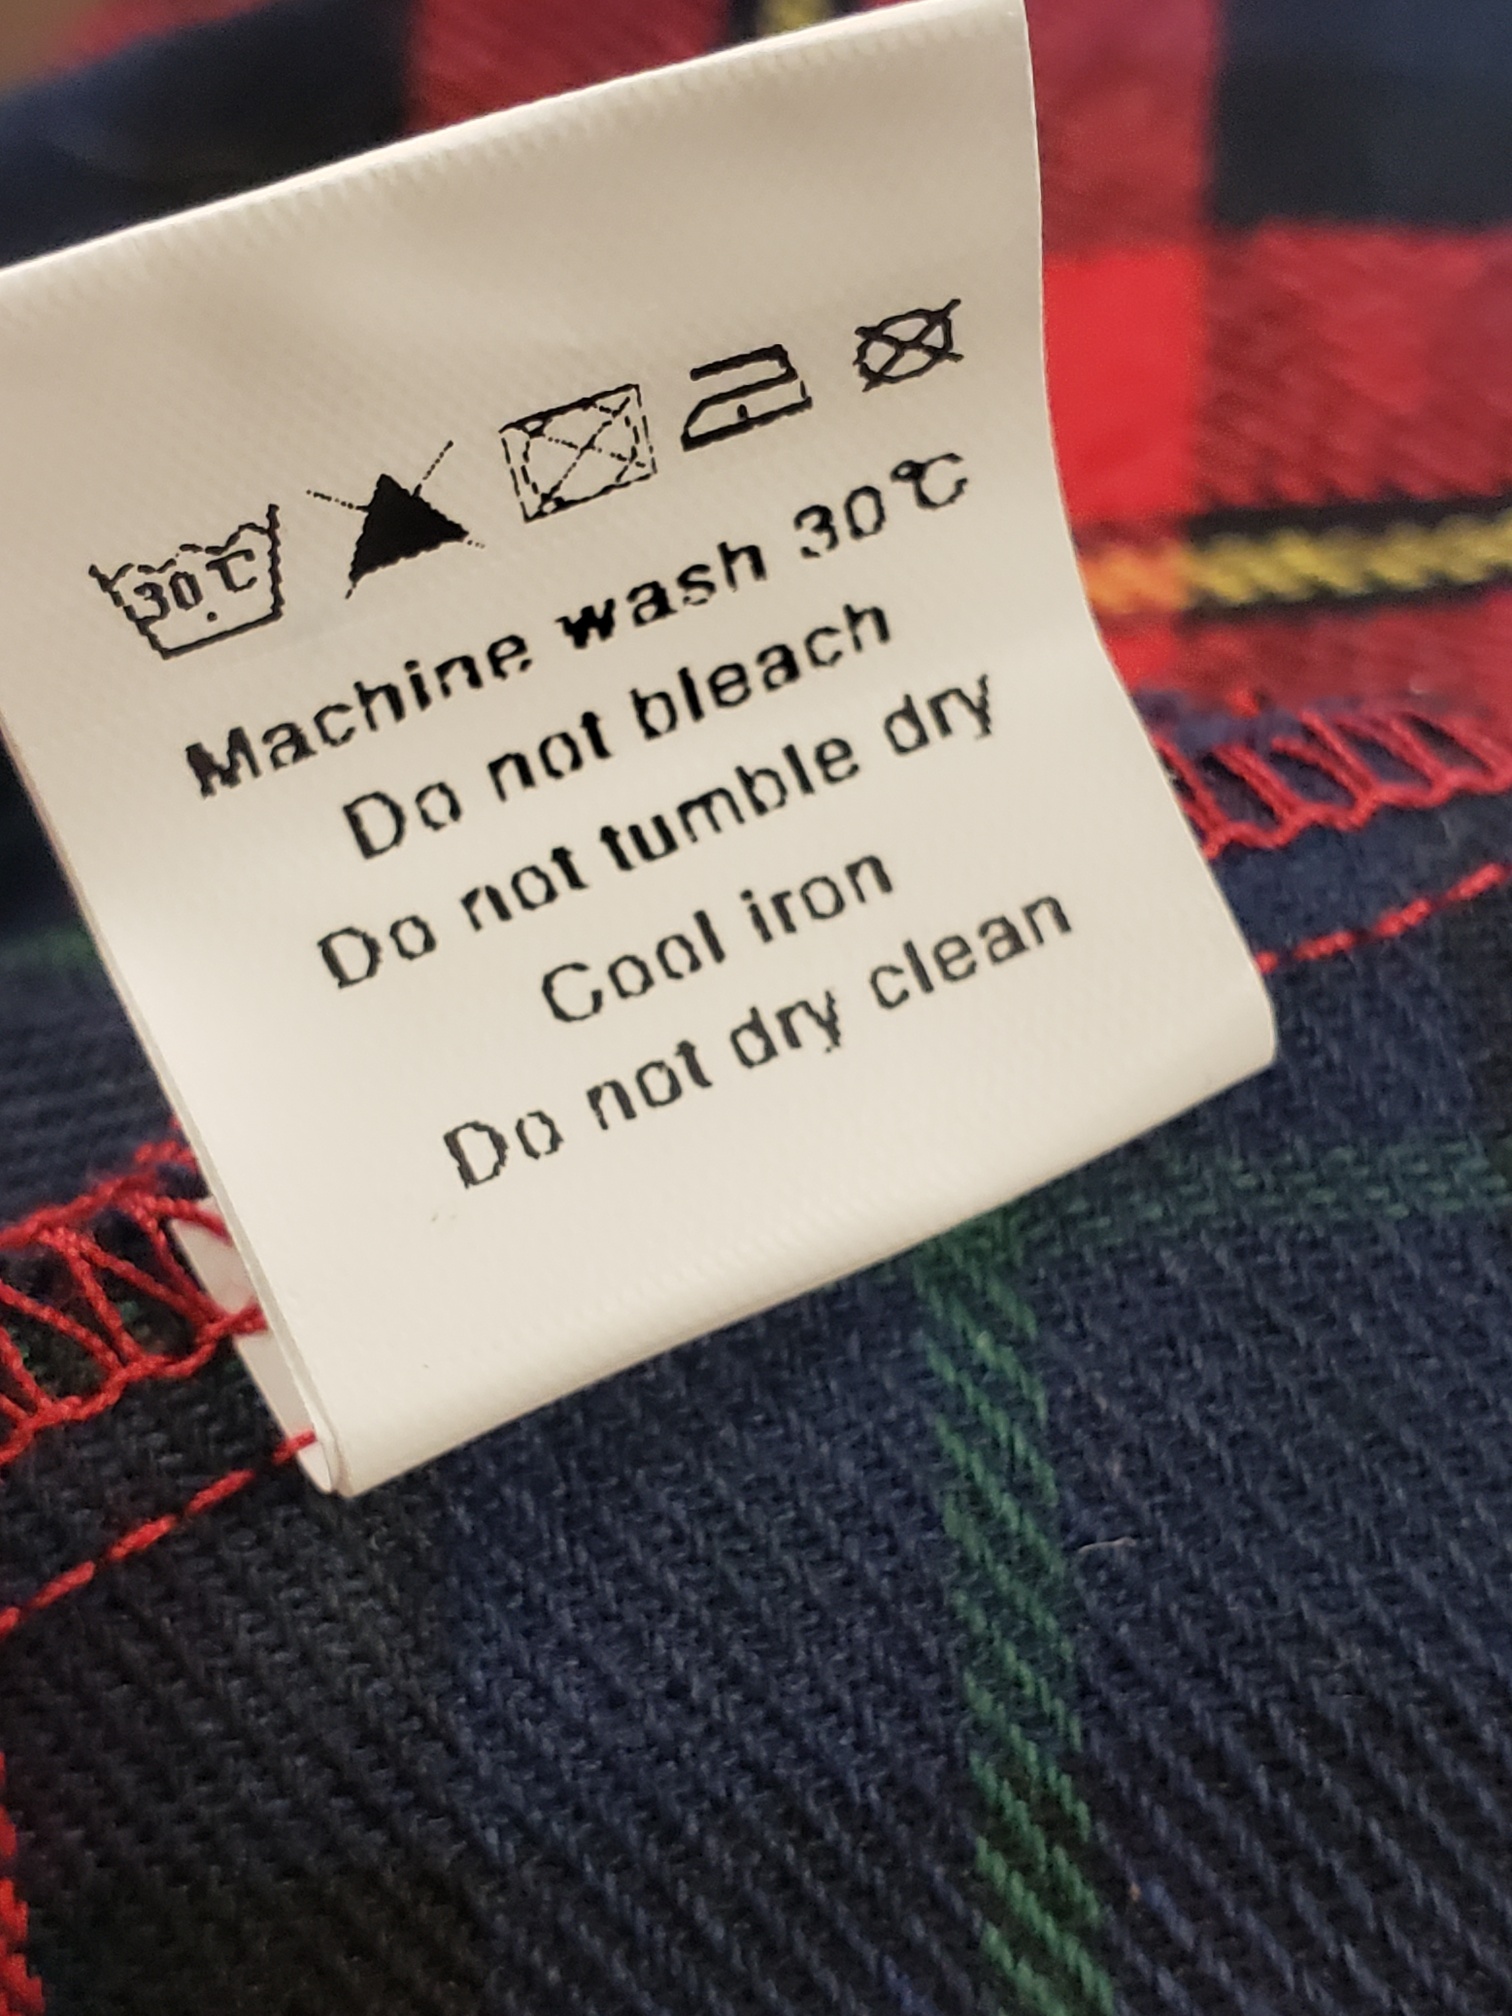 30℃
Machine wash 30℃
Do not bleach
Do not tumble dry
Cool iron
Do not dry clean